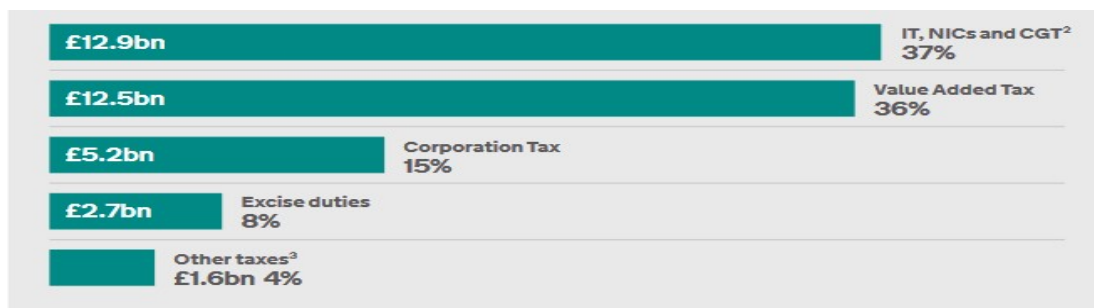 £12.9bn
IT, NICs and CGT²
37%
£12.5bn
Value Added Tax
36%
£5.2bn
Corporation Tax
15%
£2.7bn
Excise duties
8%
Other taxes³
£1.6bn 4%